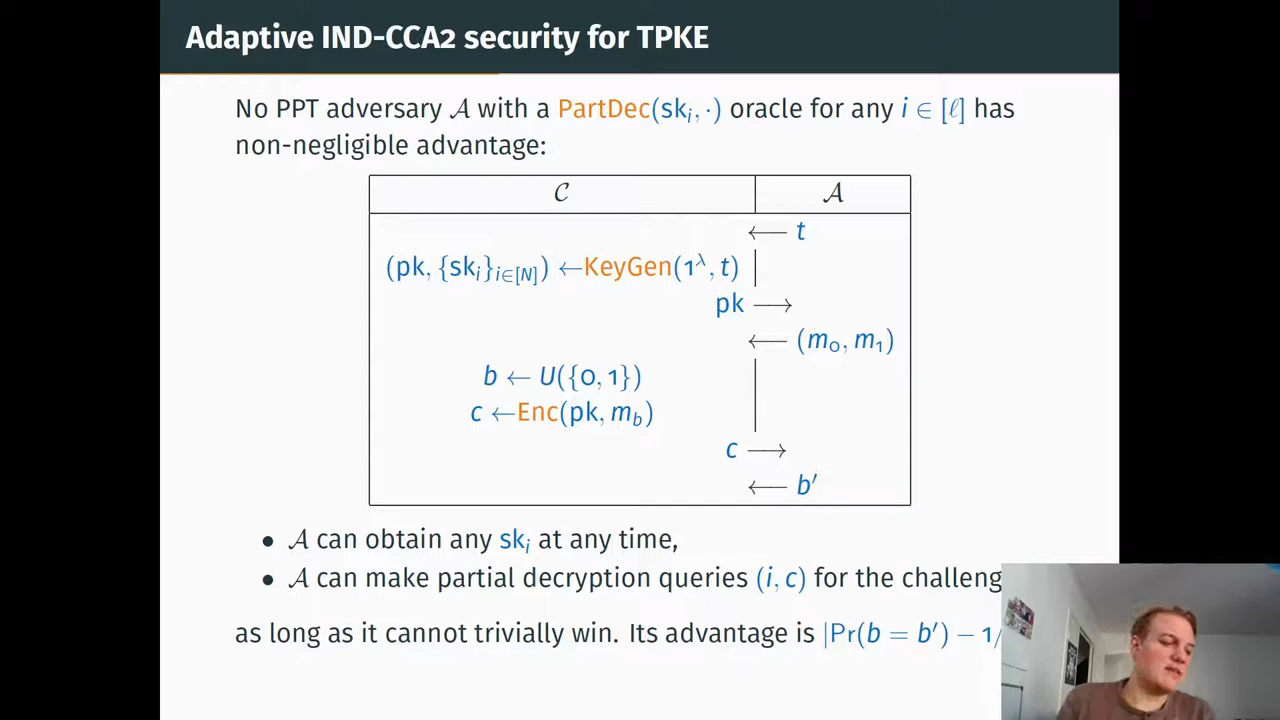 Adaptive IND-CCA2 security for TPKE
No PPT adversary 𝒜 with a PartDec(skᵢ, ·) oracle for any i ∈ [ℓ] has
non-negligible advantage:
𝒞 𝒜
⟵ t
(pk, {skᵢ}_{i∈[N]}) ←KeyGen(1^λ, t)
pk ⟶
⟵ (m₀, m₁)
b ← U({0, 1})
c ←Enc(pk, m_b)
c ⟶
⟵ b′
• 𝒜 can obtain any skᵢ at any time,
• 𝒜 can make partial decryption queries (i, c) for the challeng
as long as it cannot trivially win. Its advantage is |Pr(b = b′) − 1/